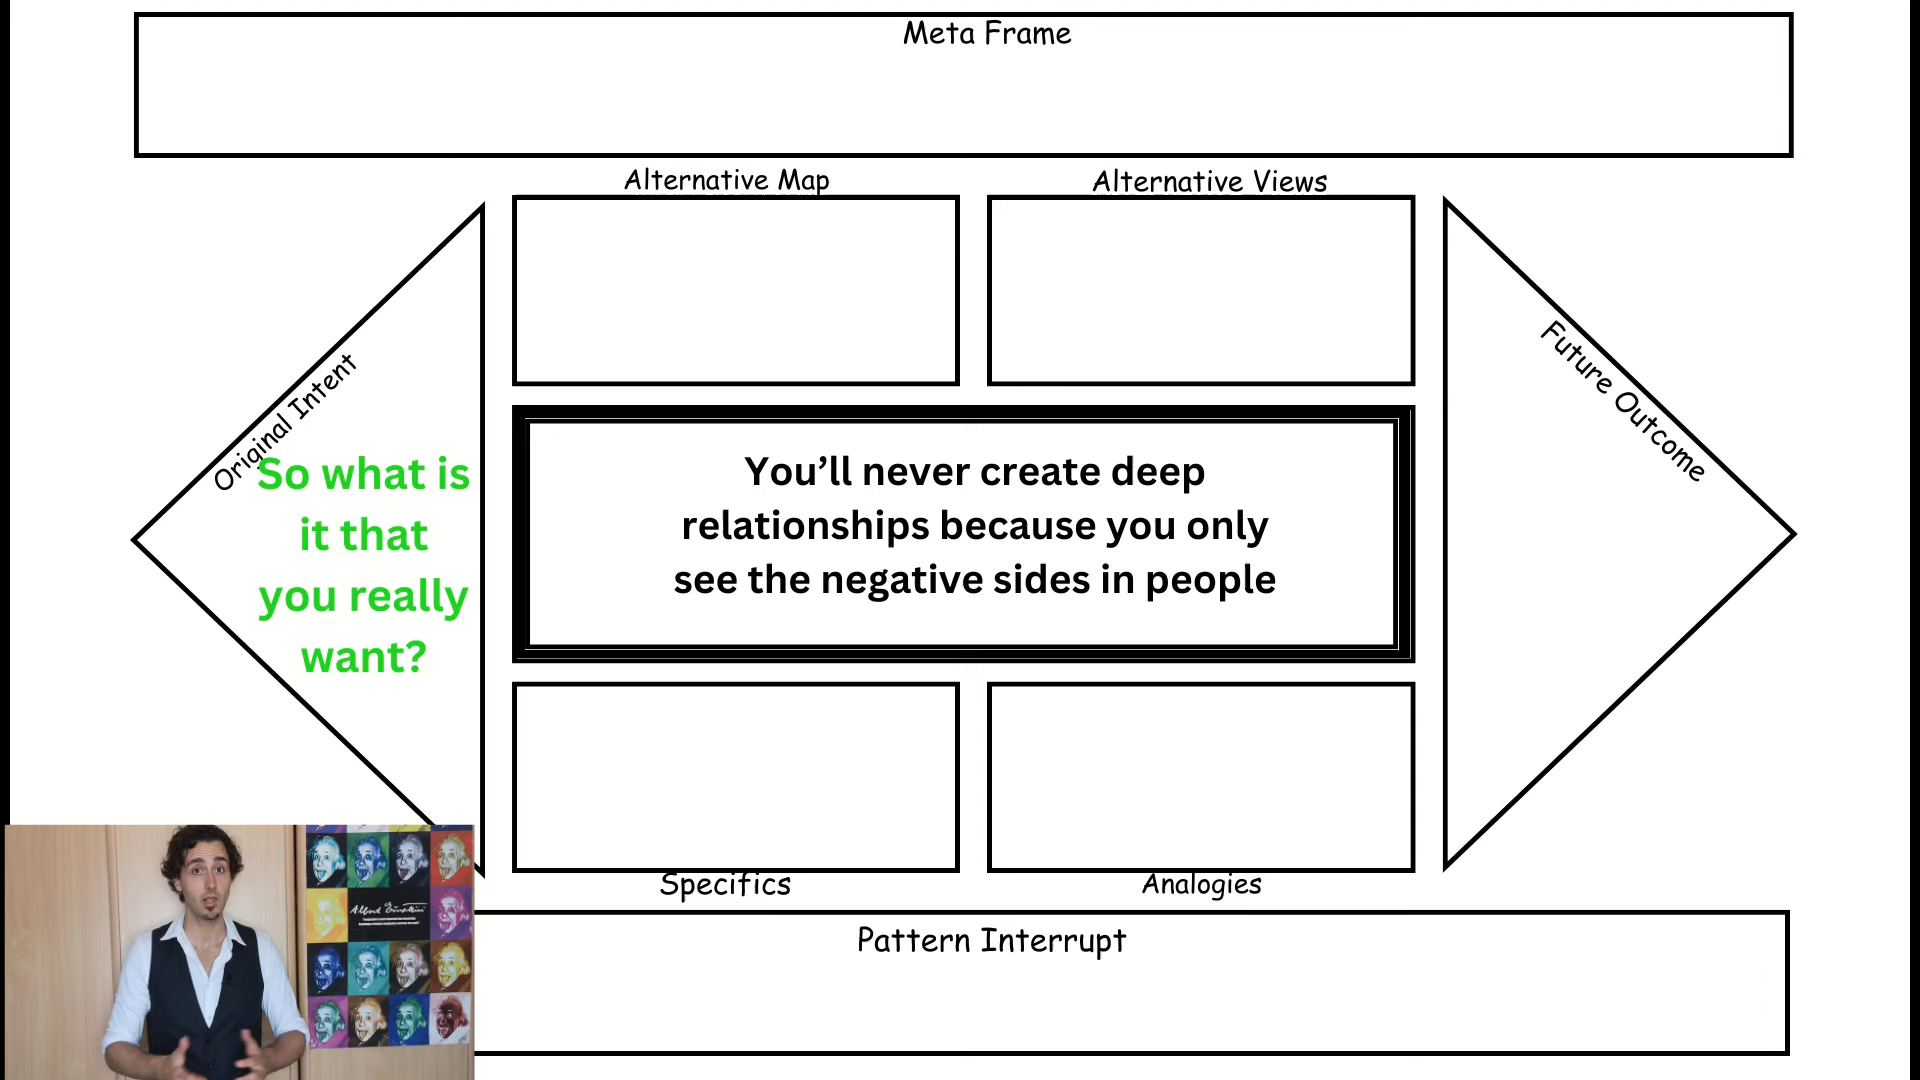 Meta Frame
Alternative Map
Alternative Views
Original Intent
So what is
it that
you really
want?
You’ll never create deep
relationships because you only
see the negative sides in people
Future Outcome
Specifics
Analogies
Pattern Interrupt